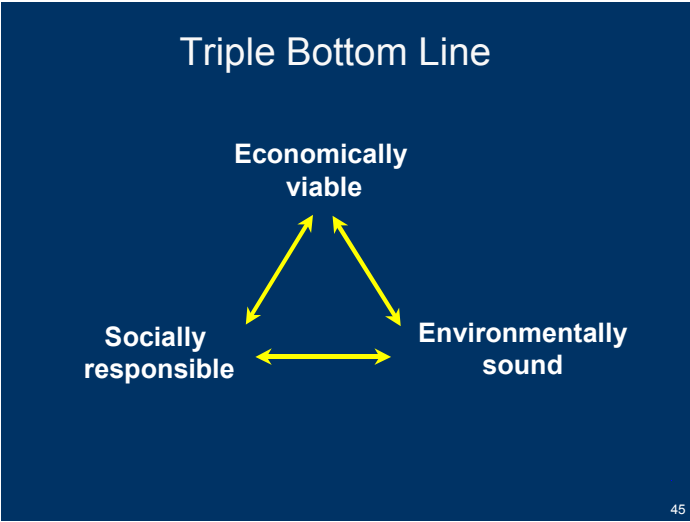 Triple Bottom Line
Economically
viable
Socially
responsible
Environmentally
sound
45